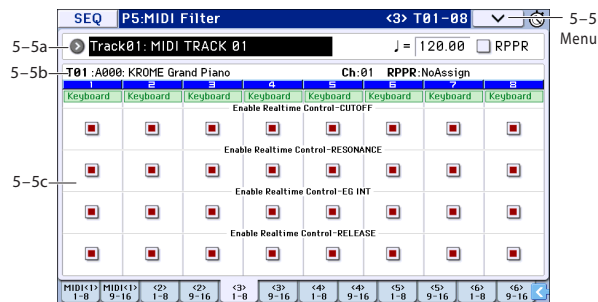 SEQ P5:MIDI Filter <3> T01-08 5-5
Menu
5-5a Track01: MIDI TRACK 01 ♩= 120.00 RPPR
5-5b T01 :A000: KROME Grand Piano Ch:01 RPPR:NoAssign
1 2 3 4 5 6 7 8
Keyboard Keyboard Keyboard Keyboard Keyboard Keyboard Keyboard Keyboard
Enable Realtime Control-CUTOFF
Enable Realtime Control-RESONANCE
5-5c
Enable Realtime Control-EG INT
Enable Realtime Control-RELEASE
MIDI<1> MIDI<1> <2> <2> <3> <3> <4> <4> <5> <5> <6> <6>
1-8 9-16 1-8 9-16 1-8 9-16 1-8 9-16 1-8 9-16 1-8 9-16